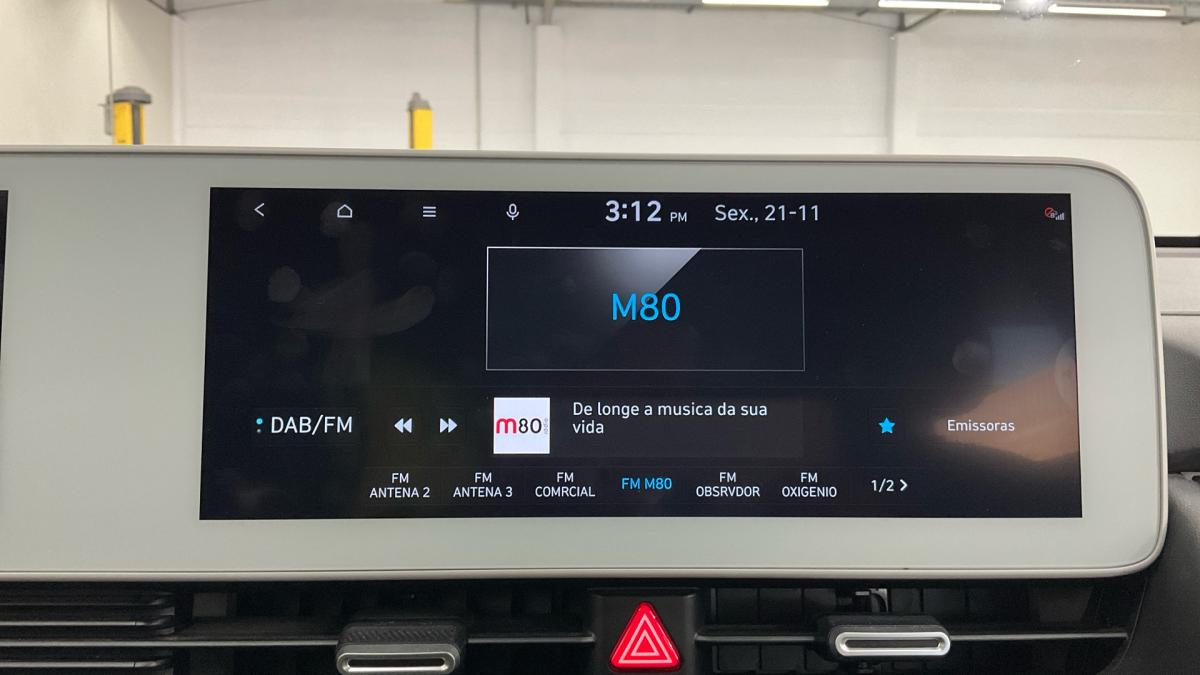 3:12 PM Sex., 21-11
M80
DAB/FM
m80
De longe a musica da sua
vida
Emissoras
FM
ANTENA 2
FM
ANTENA 3
FM
COMRCIAL
FM M80
FM
OBSRVDOR
FM
OXIGENIO
1/2